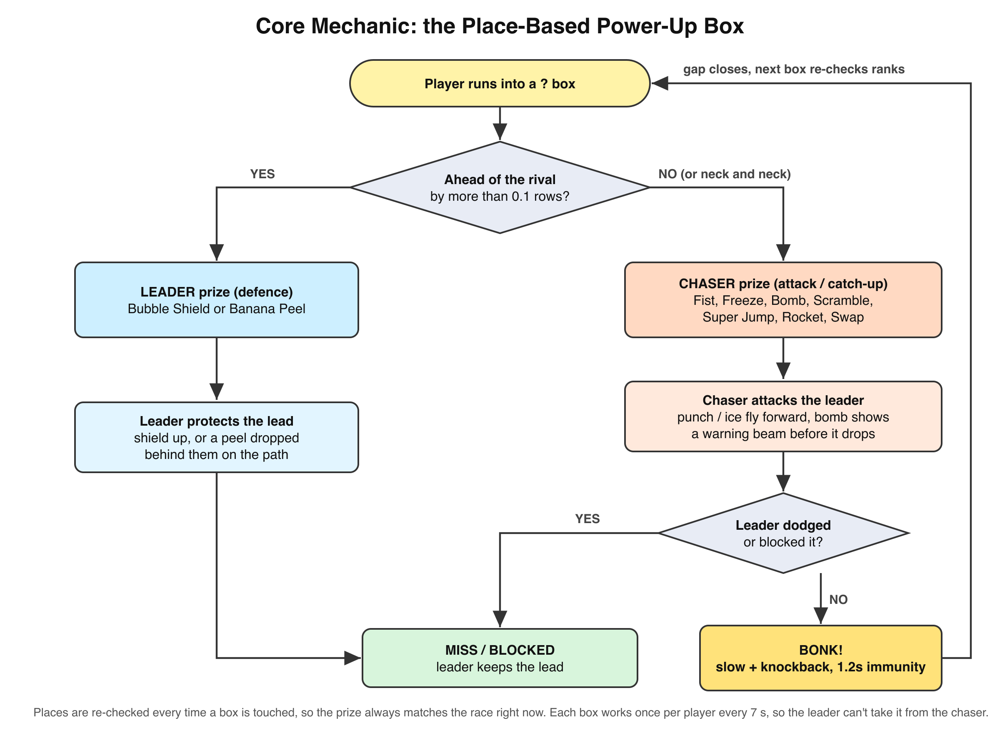 Core Mechanic: the Place-Based Power-Up Box
gap closes, next box re-checks ranks
Player runs into a ? box
YES
NO (or neck and neck)
Ahead of the rival
by more than 0.1 rows?
LEADER prize (defence)
Bubble Shield or Banana Peel
CHASER prize (attack / catch-up)
Fist, Freeze, Bomb, Scramble,
Super Jump, Rocket, Swap
Leader protects the lead
shield up, or a peel dropped
behind them on the path
Chaser attacks the leader
punch / ice fly forward, bomb shows
a warning beam before it drops
YES
Leader dodged
or blocked it?
NO
MISS / BLOCKED
leader keeps the lead
BONK!
slow + knockback, 1.2s immunity
Places are re-checked every time a box is touched, so the prize always matches the race right now. Each box works once per player every 7 s, so the leader can't take it from the chaser.